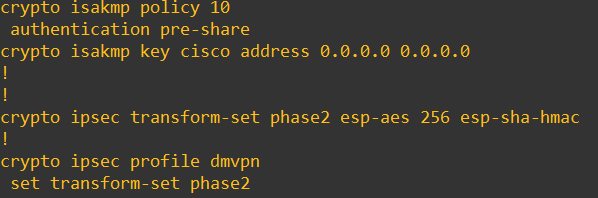 crypto isakmp policy 10
 authentication pre-share
crypto isakmp key cisco address 0.0.0.0 0.0.0.0
!
!
crypto ipsec transform-set phase2 esp-aes 256 esp-sha-hmac
!
crypto ipsec profile dmvpn
 set transform-set phase2